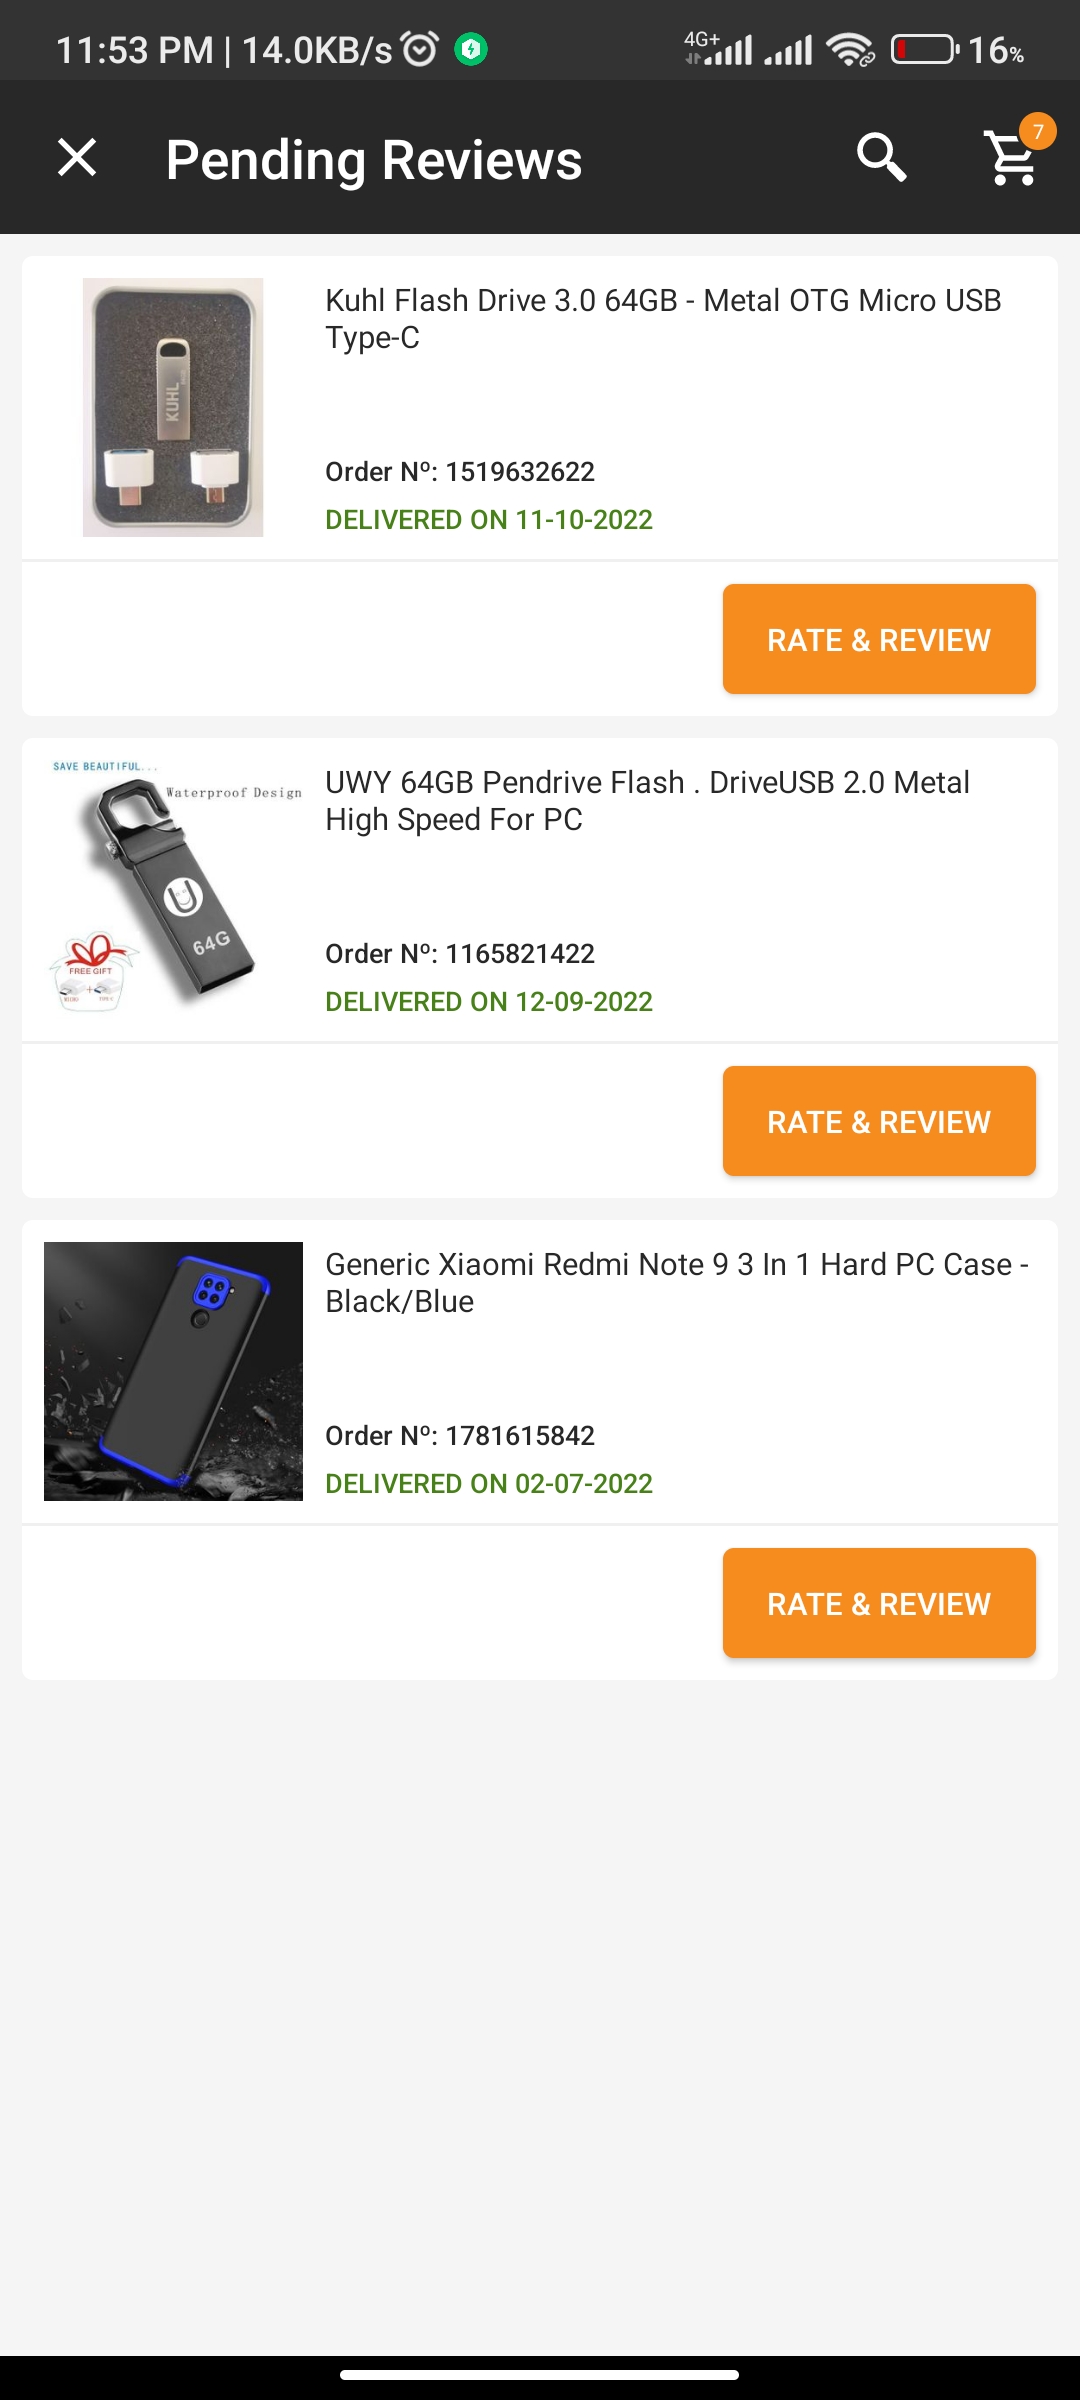 11:53 PM | 14.0KB/s 4G+ 16%
Pending Reviews 7
Kuhl Flash Drive 3.0 64GB - Metal OTG Micro USB
Type-C
KUHL
Order Nº: 1519632622
DELIVERED ON 11-10-2022
RATE & REVIEW
SAVE BEAUTIFUL...
Waterproof Design
U
64G
FREE GIFT
UWY 64GB Pendrive Flash . DriveUSB 2.0 Metal
High Speed For PC
Order Nº: 1165821422
DELIVERED ON 12-09-2022
RATE & REVIEW
Generic Xiaomi Redmi Note 9 3 In 1 Hard PC Case -
Black/Blue
Order Nº: 1781615842
DELIVERED ON 02-07-2022
RATE & REVIEW